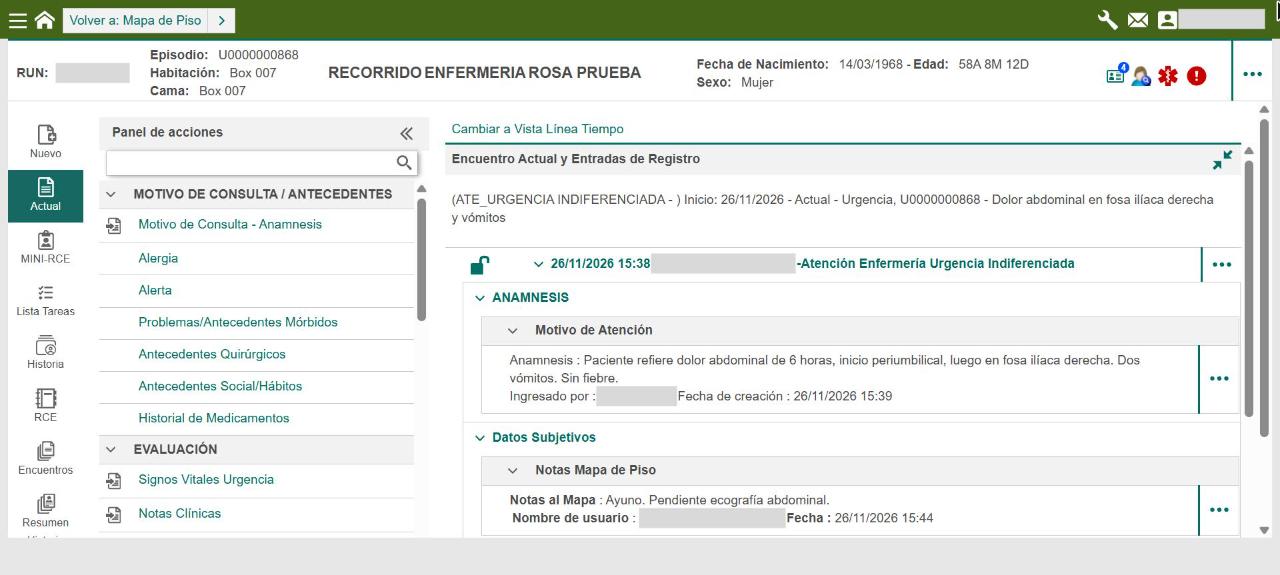 Volver a: Mapa de Piso
RUN:
Episodio: U0000000868
Habitación: Box 007
Cama: Box 007
RECORRIDO ENFERMERIA ROSA PRUEBA
Fecha de Nacimiento: 14/03/1968 - Edad: 58A 8M 12D
Sexo: Mujer
4
Nuevo
Actual
MINI-RCE
Lista Tareas
Historia
RCE
Encuentros
Resumen
Panel de acciones
MOTIVO DE CONSULTA / ANTECEDENTES
Motivo de Consulta - Anamnesis
Alergia
Alerta
Problemas/Antecedentes Mórbidos
Antecedentes Quirúrgicos
Antecedentes Social/Hábitos
Historial de Medicamentos
EVALUACIÓN
Signos Vitales Urgencia
Notas Clínicas
Cambiar a Vista Línea Tiempo
Encuentro Actual y Entradas de Registro
(ATE_URGENCIA INDIFERENCIADA - ) Inicio: 26/11/2026 - Actual - Urgencia, U0000000868 - Dolor abdominal en fosa ilíaca derecha
y vómitos
26/11/2026 15:38 -Atención Enfermería Urgencia Indiferenciada
ANAMNESIS
Motivo de Atención
Anamnesis : Paciente refiere dolor abdominal de 6 horas, inicio periumbilical, luego en fosa ilíaca derecha. Dos
vómitos. Sin fiebre.
Ingresado por : Fecha de creación : 26/11/2026 15:39
Datos Subjetivos
Notas Mapa de Piso
Notas al Mapa : Ayuno. Pendiente ecografía abdominal.
Nombre de usuario : Fecha : 26/11/2026 15:44